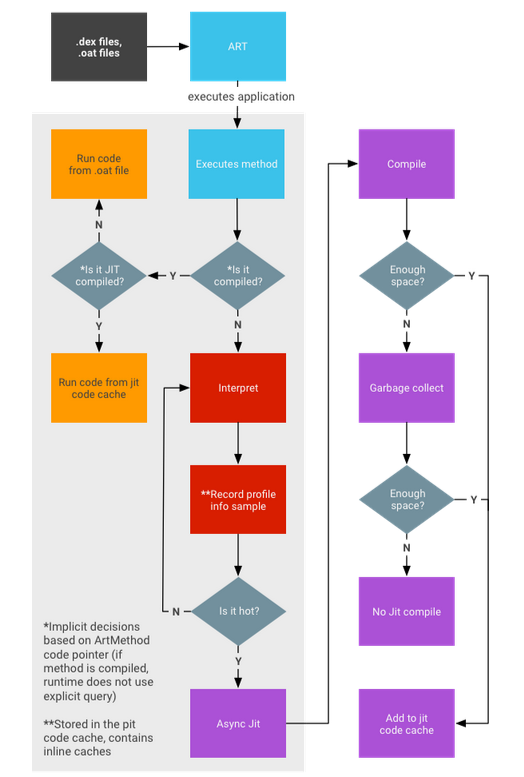 .dex files,
.oat files
ART
executes application
Run code
from .oat file
Executes method
Compile
N
*Is it JIT
compiled?
Y
*Is it
compiled?
Enough
space?
Y
Y
N
N
Run code from jit
code cache
Interpret
Garbage collect
**Record profile
info sample
Enough
space?
Y
N
N
Is it hot?
No Jit compile
*Implicit decisions
based on ArtMethod
code pointer (if
method is compiled,
runtime does not use
explicit query)
Y
**Stored in the pit
code cache, contains
inline caches
Async Jit
Add to jit
code cache